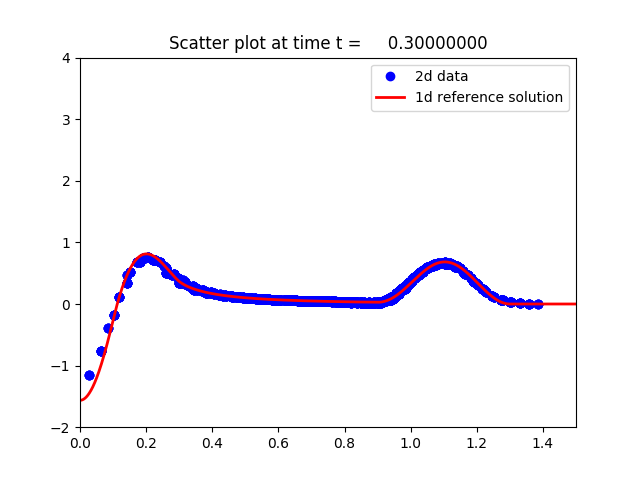 Scatter plot at time t =     0.30000000
2d data
1d reference solution
4
3
2
1
0
−1
−2
0.0 0.2 0.4 0.6 0.8 1.0 1.2 1.4